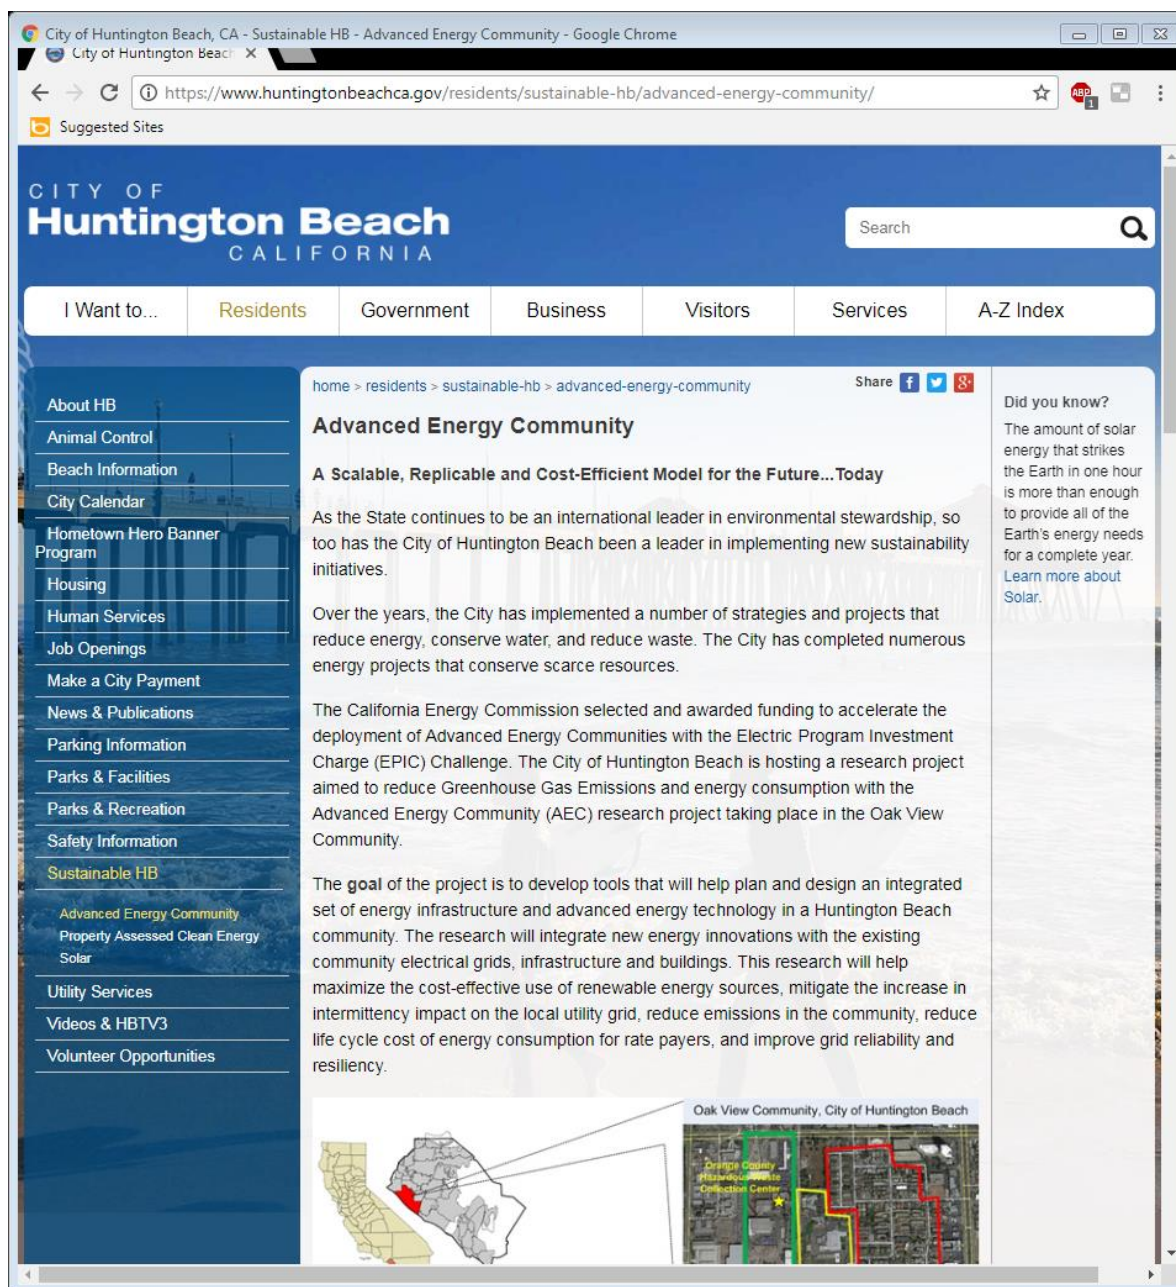 City of Huntington Beach, CA - Sustainable HB - Advanced Energy Community - Google Chrome
City of Huntington Beach
https://www.huntingtonbeachca.gov/residents/sustainable-hb/advanced-energy-community/
ABP
1
Suggested Sites
CITY OF
Huntington Beach
CALIFORNIA
Search
I Want to...
Residents
Government
Business
Visitors
Services
A-Z Index
About HB
Animal Control
Beach Information
City Calendar
Hometown Hero Banner
Program
Housing
Human Services
Job Openings
Make a City Payment
News & Publications
Parking Information
Parks & Facilities
Parks & Recreation
Safety Information
Sustainable HB
Advanced Energy Community
Property Assessed Clean Energy
Solar
Utility Services
Videos & HBTV3
Volunteer Opportunities
home > residents > sustainable-hb > advanced-energy-community
Share
Advanced Energy Community
A Scalable, Replicable and Cost-Efficient Model for the Future...Today
As the State continues to be an international leader in environmental stewardship, so
too has the City of Huntington Beach been a leader in implementing new sustainability
initiatives.
Over the years, the City has implemented a number of strategies and projects that
reduce energy, conserve water, and reduce waste. The City has completed numerous
energy projects that conserve scarce resources.
The California Energy Commission selected and awarded funding to accelerate the
deployment of Advanced Energy Communities with the Electric Program Investment
Charge (EPIC) Challenge. The City of Huntington Beach is hosting a research project
aimed to reduce Greenhouse Gas Emissions and energy consumption with the
Advanced Energy Community (AEC) research project taking place in the Oak View
Community.
The goal of the project is to develop tools that will help plan and design an integrated
set of energy infrastructure and advanced energy technology in a Huntington Beach
community. The research will integrate new energy innovations with the existing
community electrical grids, infrastructure and buildings. This research will help
maximize the cost-effective use of renewable energy sources, mitigate the increase in
intermittency impact on the local utility grid, reduce emissions in the community, reduce
life cycle cost of energy consumption for rate payers, and improve grid reliability and
resiliency.
Oak View Community, City of Huntington Beach
Orange County
Hazardous Waste
Collection Center
Did you know?
The amount of solar
energy that strikes
the Earth in one hour
is more than enough
to provide all of the
Earth's energy needs
for a complete year.
Learn more about
Solar.